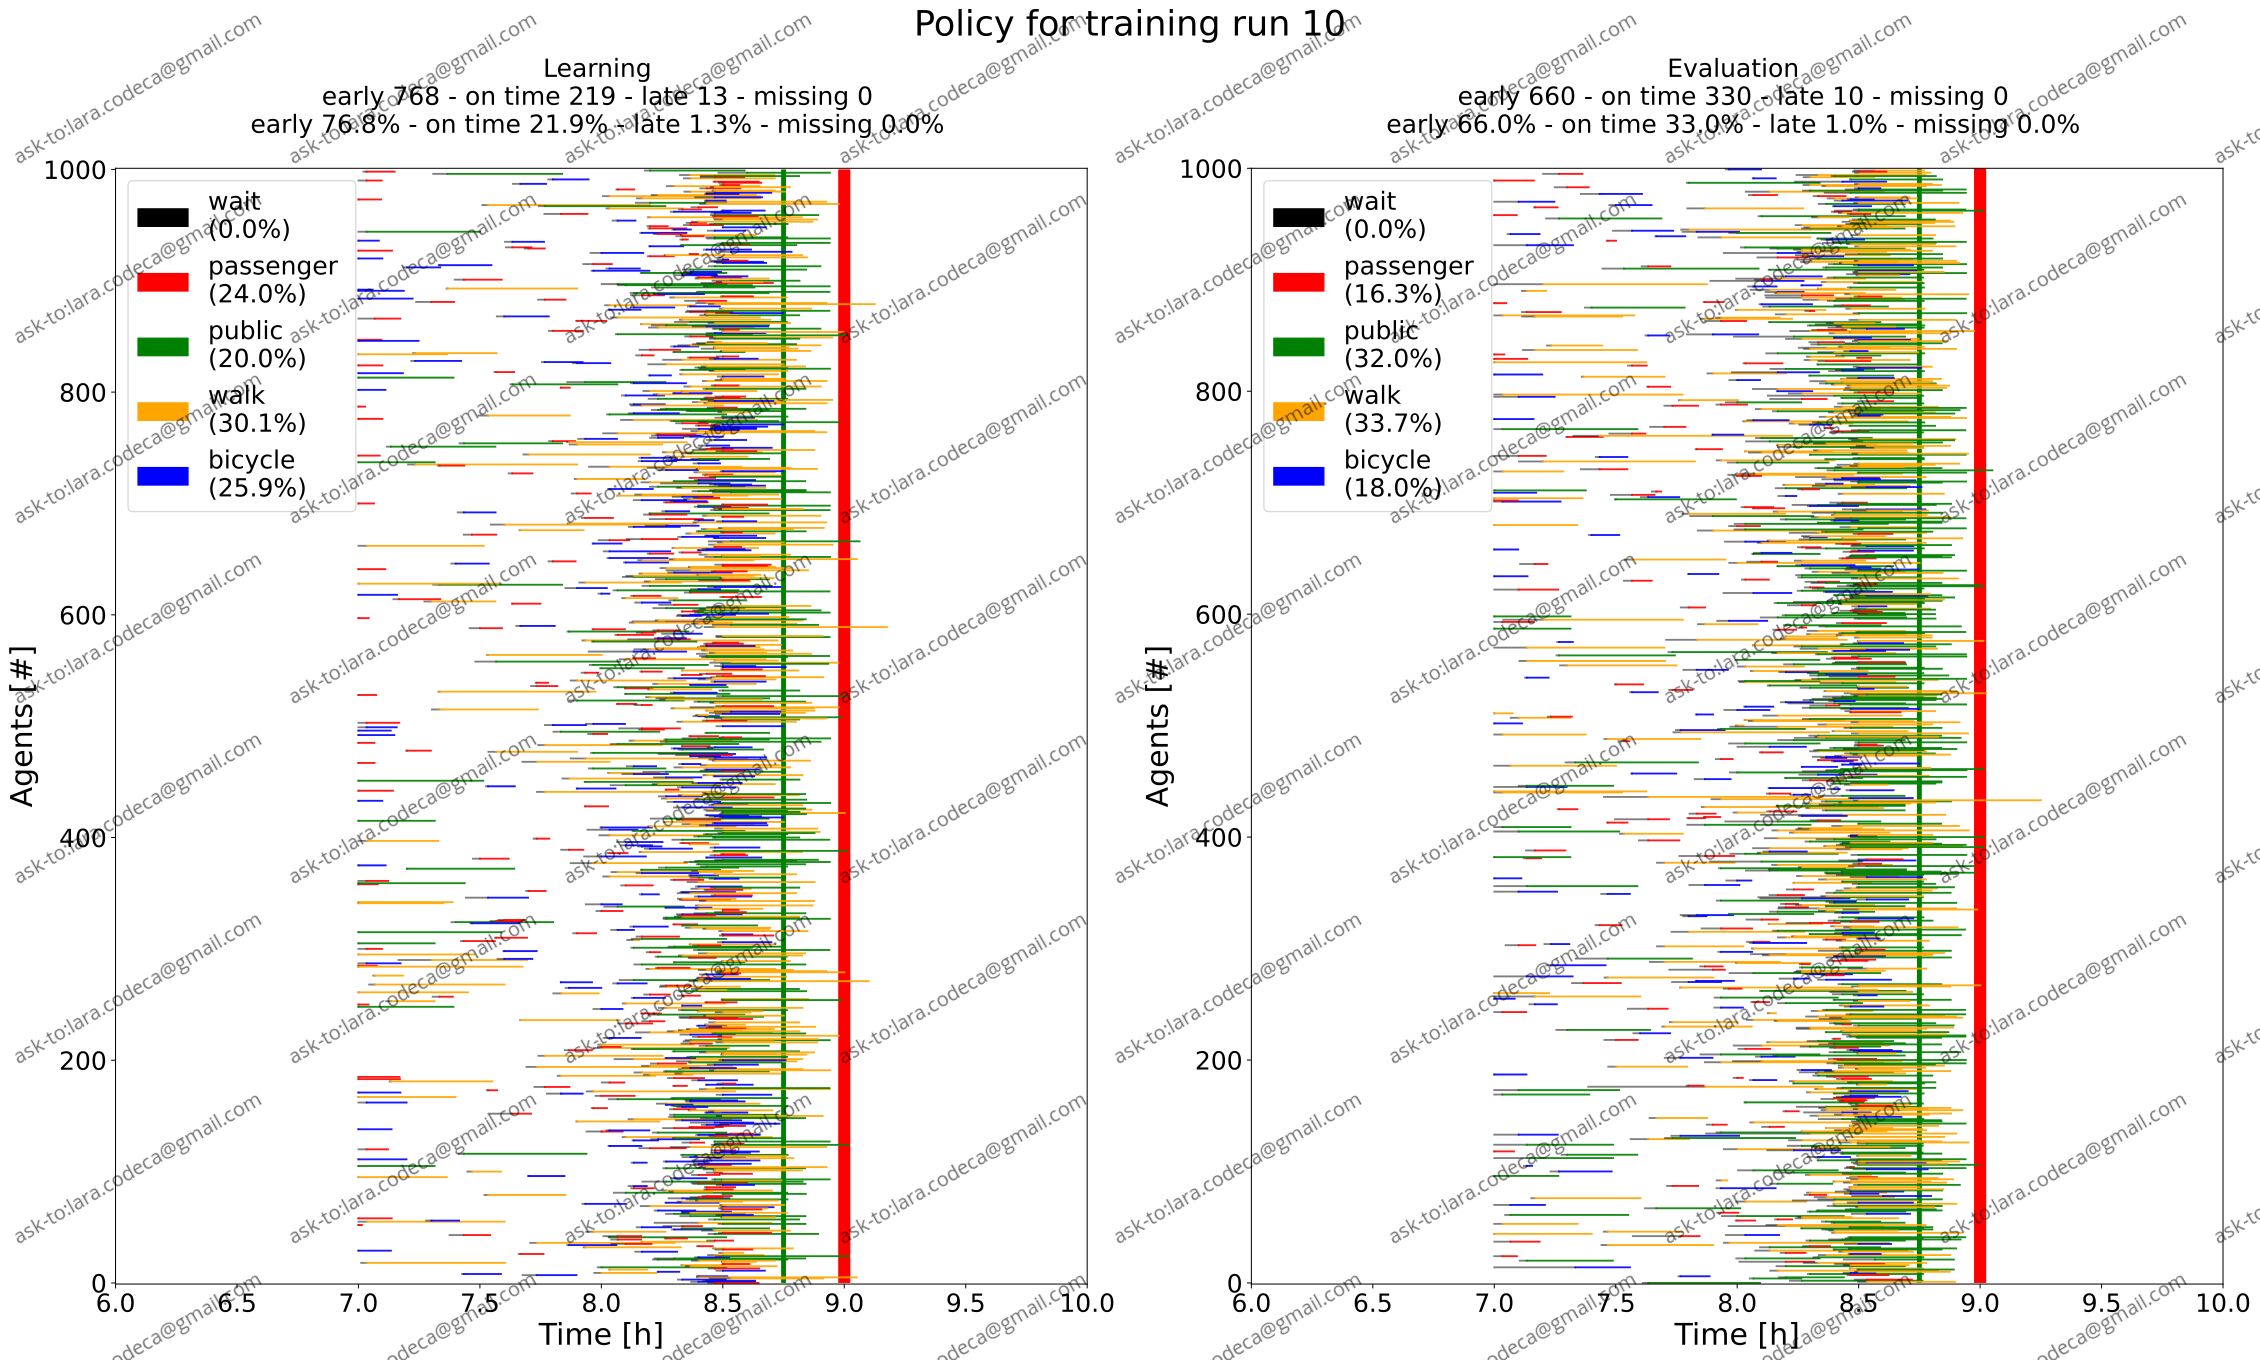 Policy for training run 10
Learning
early 768 - on time 219 - late 13 - missing 0
early 76.8% - on time 21.9% - late 1.3% - missing 0.0%
1000
800
600
400
200
0
Agents [#]
wait
(0.0%)
passenger
(24.0%)
public
(20.0%)
walk
(30.1%)
bicycle
(25.9%)
6.0 6.5 7.0 7.5 8.0 8.5 9.0 9.5 10.0
Time [h]
Evaluation
early 660 - on time 330 - late 10 - missing 0
early 66.0% - on time 33.0% - late 1.0% - missing 0.0%
1000
800
600
400
200
0
Agents [#]
wait
(0.0%)
passenger
(16.3%)
public
(32.0%)
walk
(33.7%)
bicycle
(18.0%)
6.0 6.5 7.0 7.5 8.0 8.5 9.0 9.5 10.0
Time [h]
ask-to:lara.codeca@gmail.com